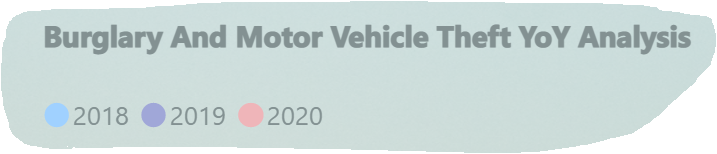 Burglary And Motor Vehicle Theft YoY Analysis
2018 2019 2020